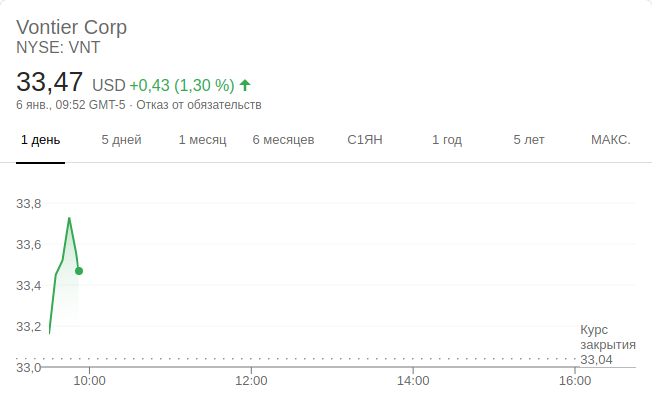 Vontier Corp
NYSE: VNT
33,47 USD +0,43 (1,30 %)
6 янв., 09:52 GMT-5 · Отказ от обязательств
1 день 5 дней 1 месяц 6 месяцев С1ЯН 1 год 5 лет МАКС.
33,8
33,6
33,4
33,2
33,0
Курс
закрытия
33,04
10:00 12:00 14:00 16:00